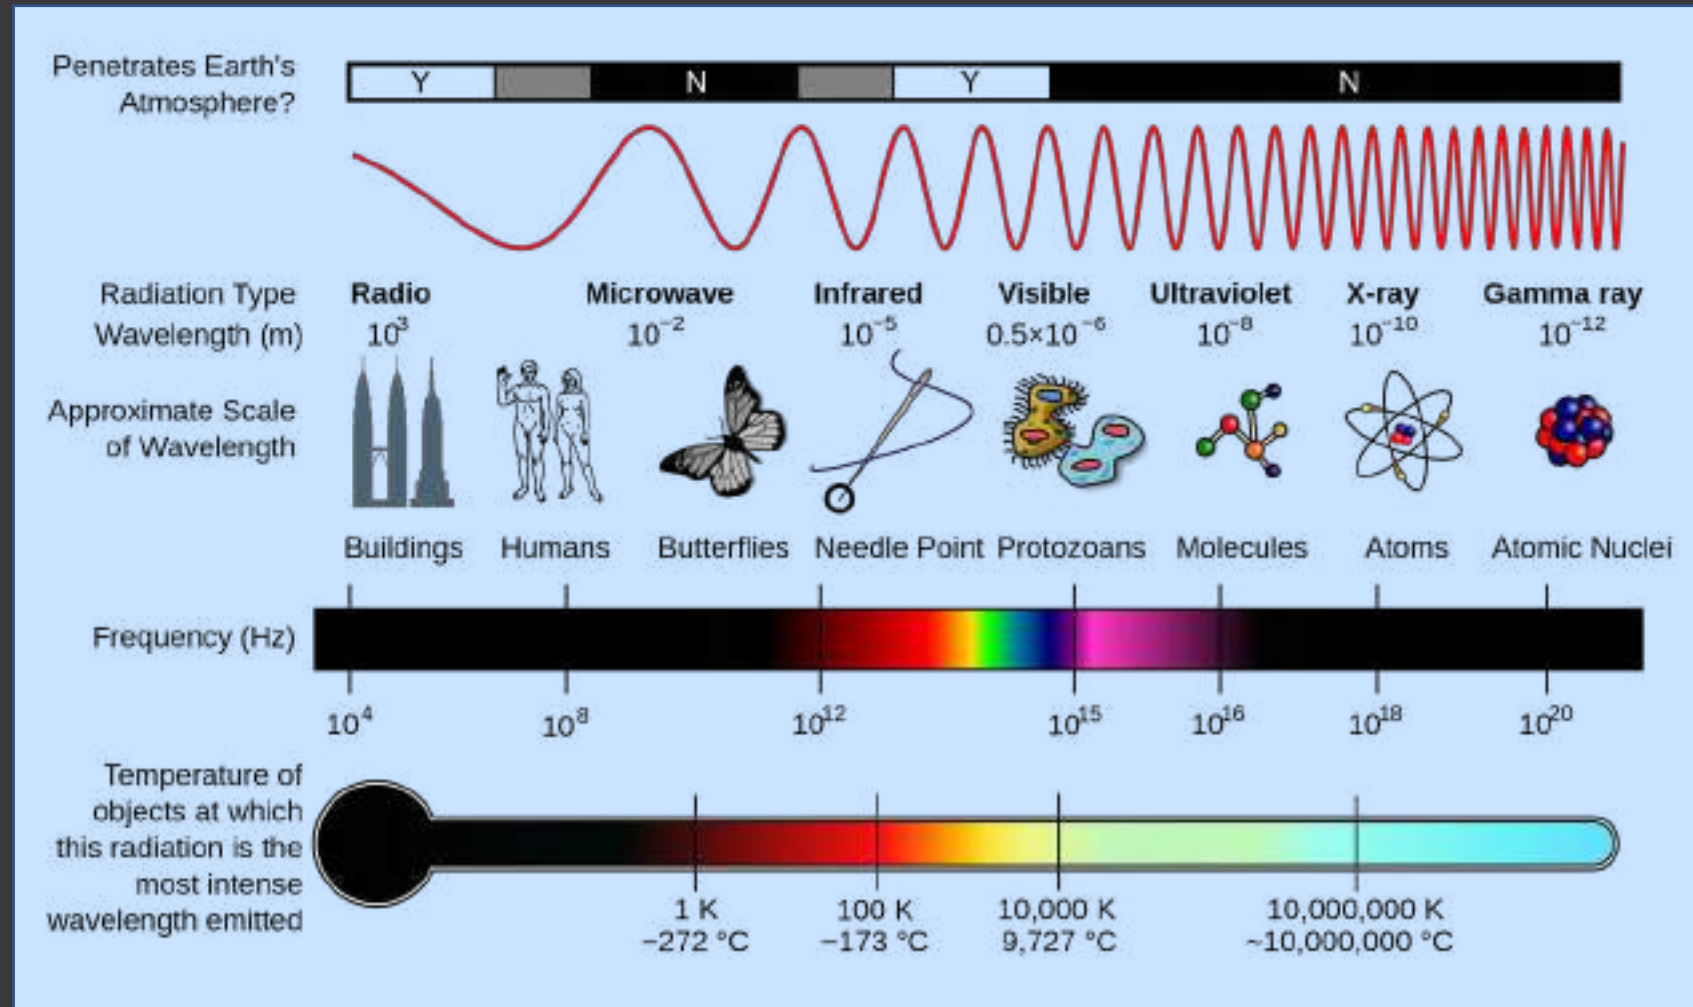 Penetrates Earth's
Atmosphere?
Y N Y N
Radiation Type Radio Microwave Infrared Visible Ultraviolet X-ray Gamma ray
Wavelength (m) 10³ 10⁻² 10⁻⁵ 0.5×10⁻⁶ 10⁻⁸ 10⁻¹⁰ 10⁻¹²
Approximate Scale
of Wavelength
Buildings Humans Butterflies Needle Point Protozoans Molecules Atoms Atomic Nuclei
Frequency (Hz)
10⁴ 10⁸ 10¹² 10¹⁵ 10¹⁶ 10¹⁸ 10²⁰
Temperature of
objects at which
this radiation is the
most intense
wavelength emitted
1 K 100 K 10,000 K 10,000,000 K
−272 °C −173 °C 9,727 °C ~10,000,000 °C